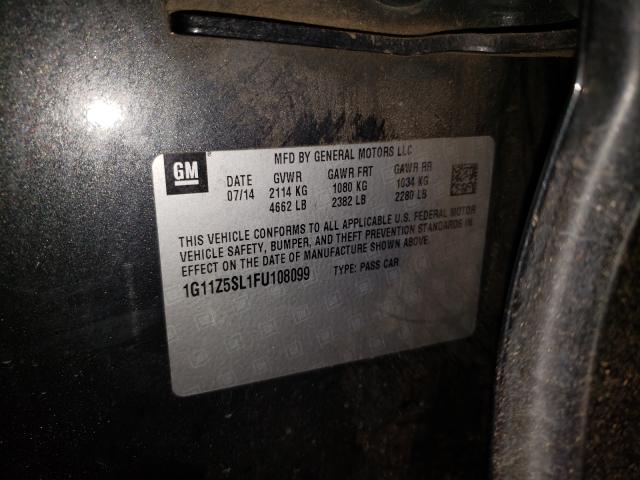 GM
MFD BY GENERAL MOTORS LLC
DATE GVWR GAWR FRT GAWR RR
07/14 2114 KG 1080 KG 1034 KG
4662 LB 2382 LB 2280 LB
THIS VEHICLE CONFORMS TO ALL APPLICABLE U.S. FEDERAL MOTOR
VEHICLE SAFETY, BUMPER, AND THEFT PREVENTION STANDARDS IN
EFFECT ON THE DATE OF MANUFACTURE SHOWN ABOVE.
1G11Z5SL1FU108099 TYPE: PASS CAR